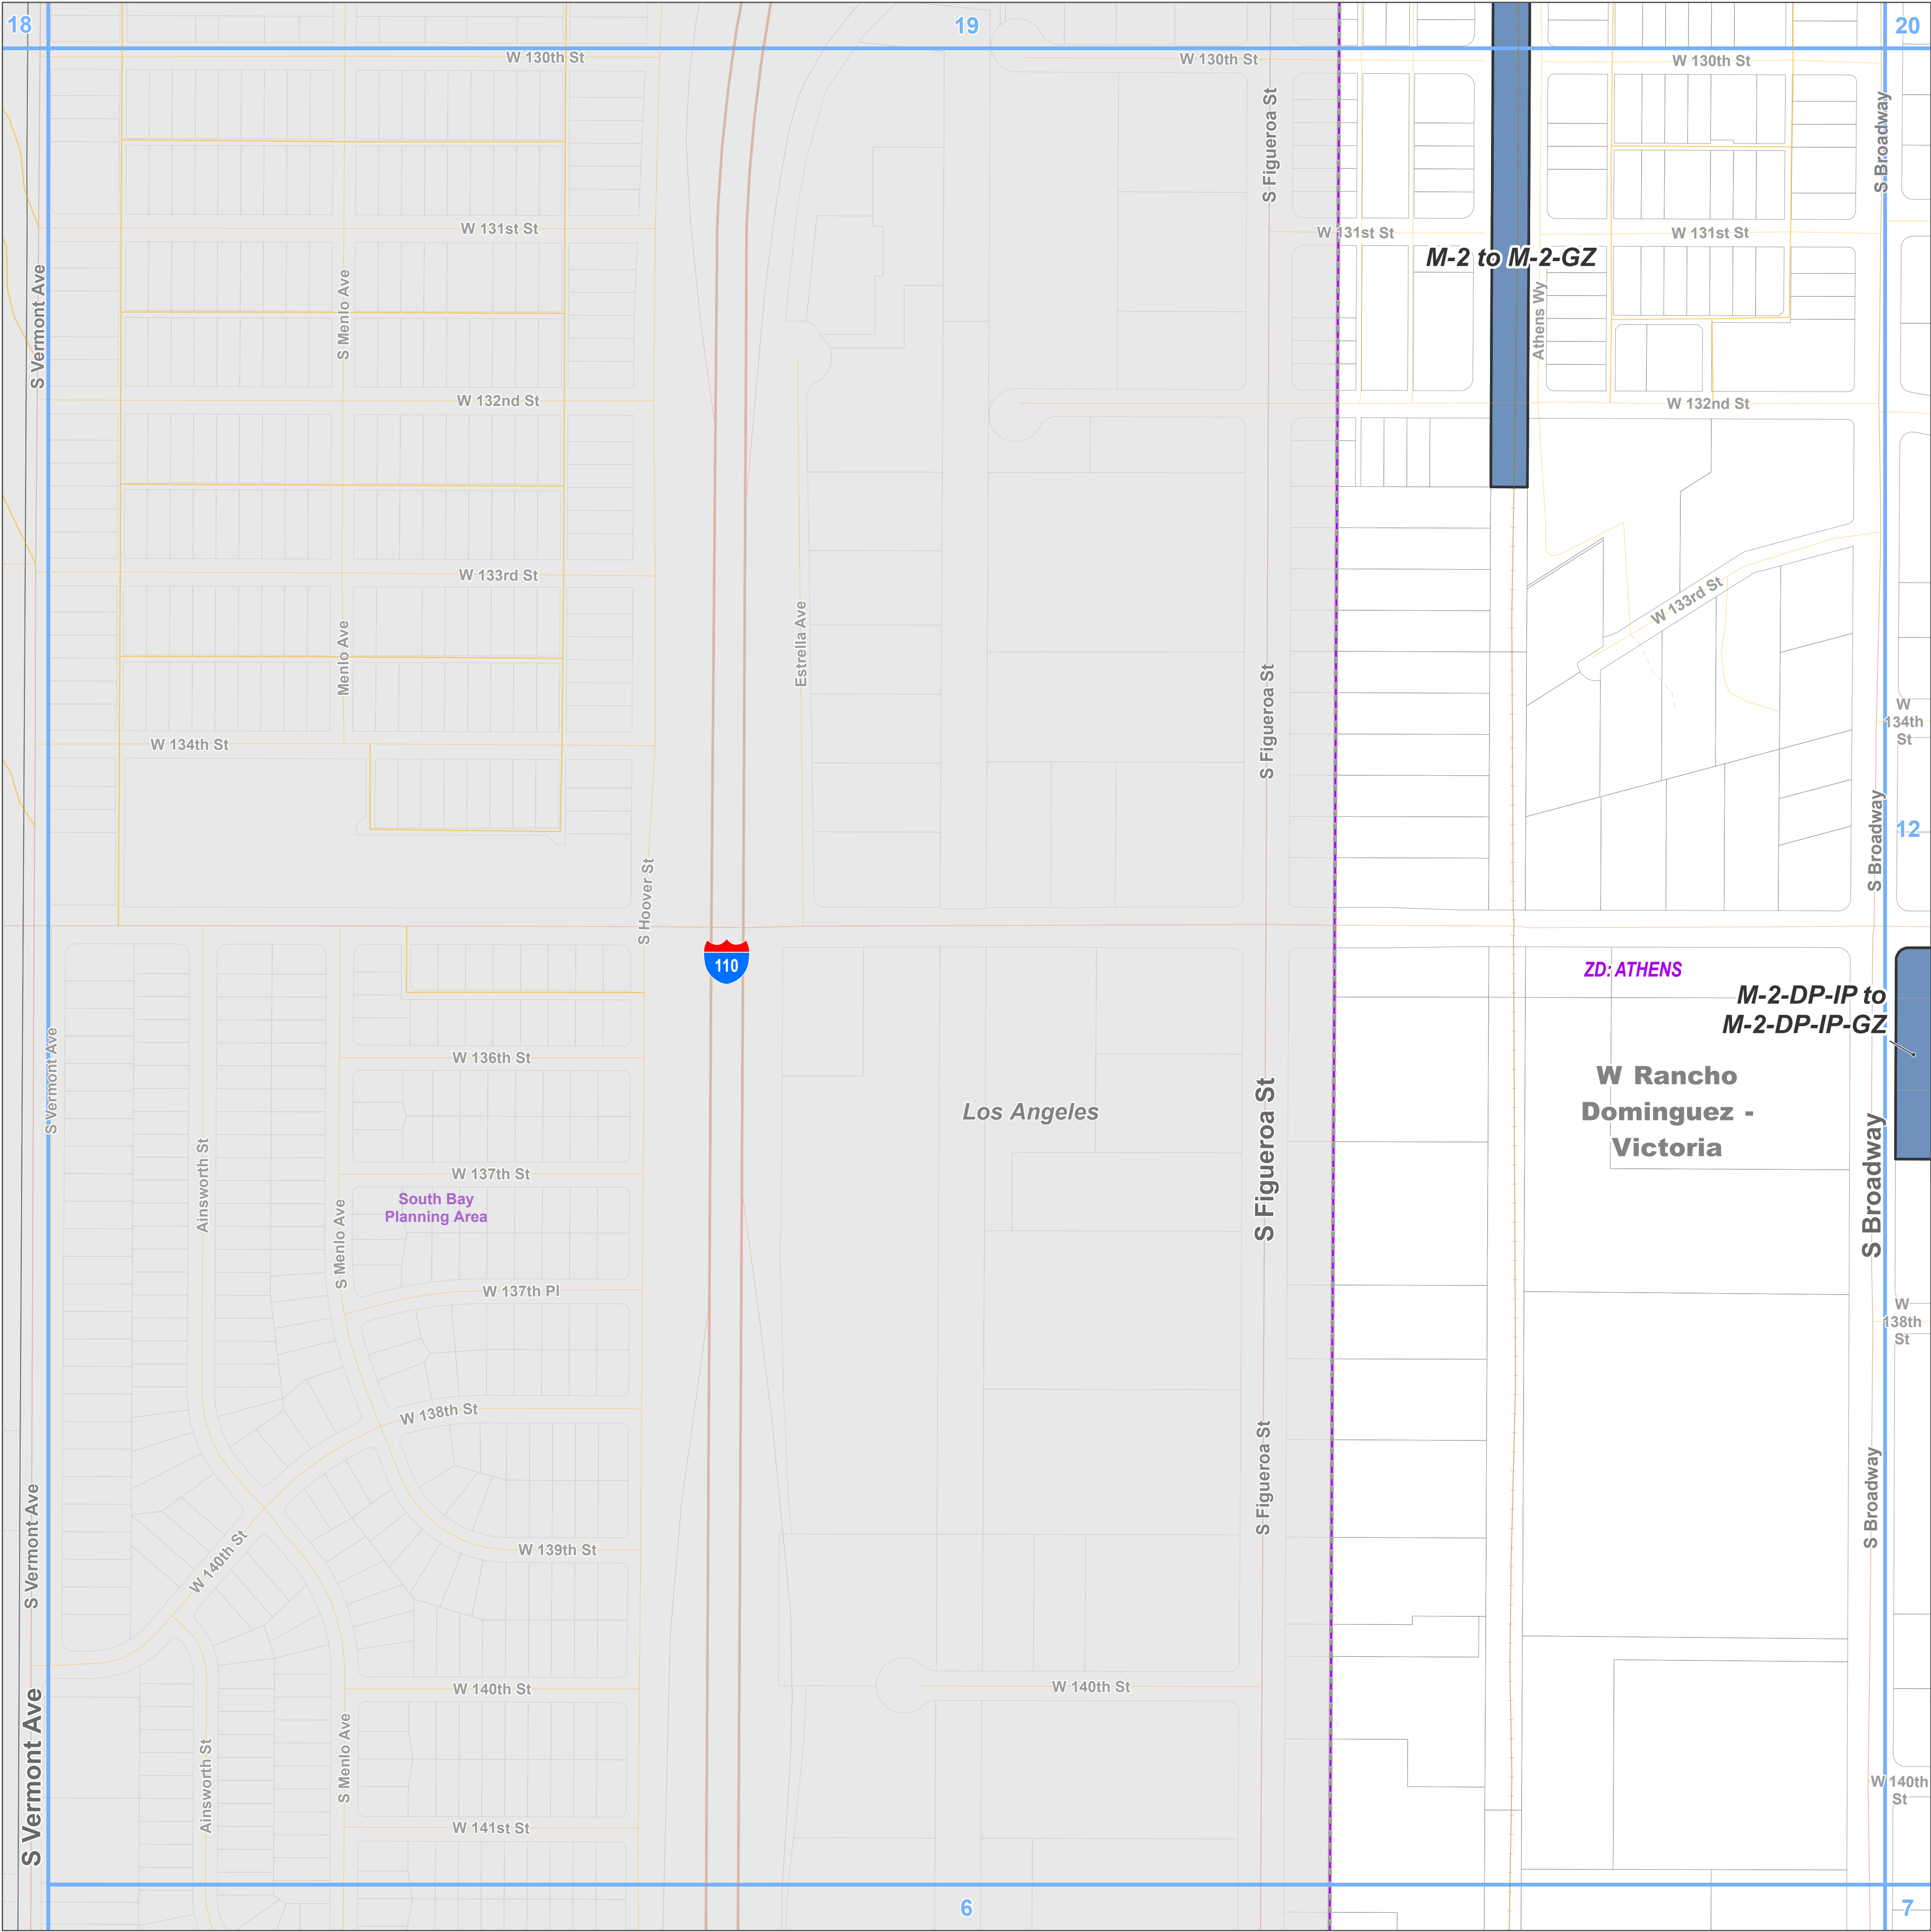 18
19
20
W 130th St
W 130th St
W 130th St
S Figueroa St
S Broadway
W 131st St
W 131st St
W 131st St
M-2 to M-2-GZ
S Vermont Ave
S Menlo Ave
Athens Wy
W 132nd St
W 132nd St
W 133rd St
W 133rd St
Menlo Ave
Estrella Ave
S Figueroa St
W
134th
St
W 134th St
S Broadway
12
S Hoover St
110
ZD: ATHENS
M-2-DP-IP to
M-2-DP-IP-GZ
S Vermont Ave
W 136th St
W Rancho
Dominguez -
Victoria
Los Angeles
S Figueroa St
S Broadway
Ainsworth St
W 137th St
South Bay
Planning Area
S Menlo Ave
W 137th Pl
W
138th
St
W 138th St
S Figueroa St
S Broadway
S Vermont Ave
W 140th St
W 139th St
W 140th St
W 140th St
S Vermont Ave
Ainsworth St
S Menlo Ave
W 140th
St
W 141st St
6
7